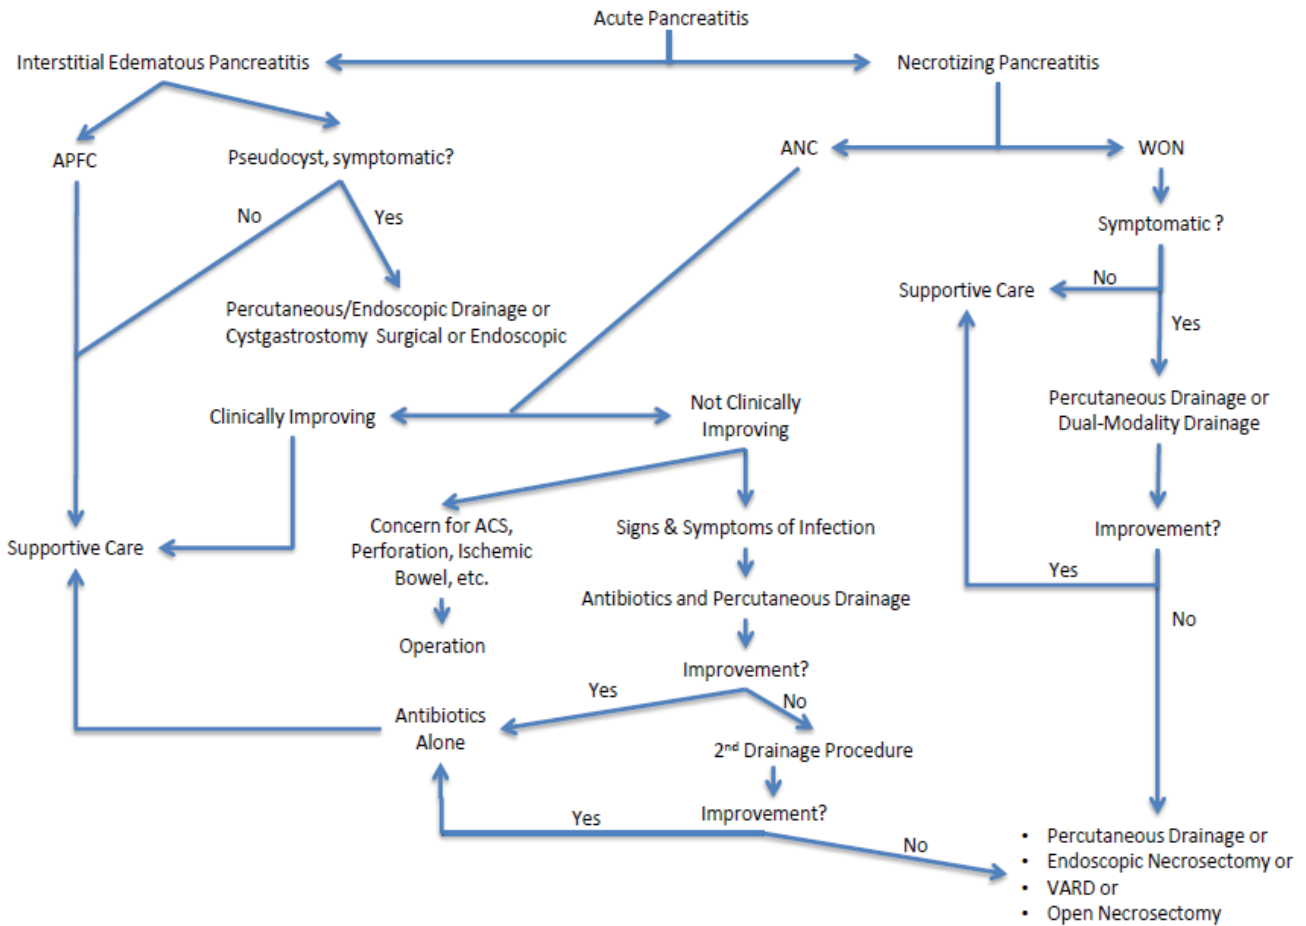 Acute Pancreatitis
Interstitial Edematous Pancreatitis
Necrotizing Pancreatitis
APFC
Pseudocyst, symptomatic?
ANC
WON
No
Yes
Symptomatic ?
Percutaneous/Endoscopic Drainage or
Cystgastrostomy Surgical or Endoscopic
Supportive Care
No
Yes
Clinically Improving
Not Clinically
Improving
Percutaneous Drainage or
Dual-Modality Drainage
Supportive Care
Concern for ACS,
Perforation, Ischemic
Bowel, etc.
Signs & Symptoms of Infection
Improvement?
Yes
No
Antibiotics and Percutaneous Drainage
Operation
Improvement?
Yes
No
Antibiotics
Alone
2nd Drainage Procedure
Improvement?
Yes
No
• Percutaneous Drainage or
• Endoscopic Necrosectomy or
• VARD or
• Open Necrosectomy